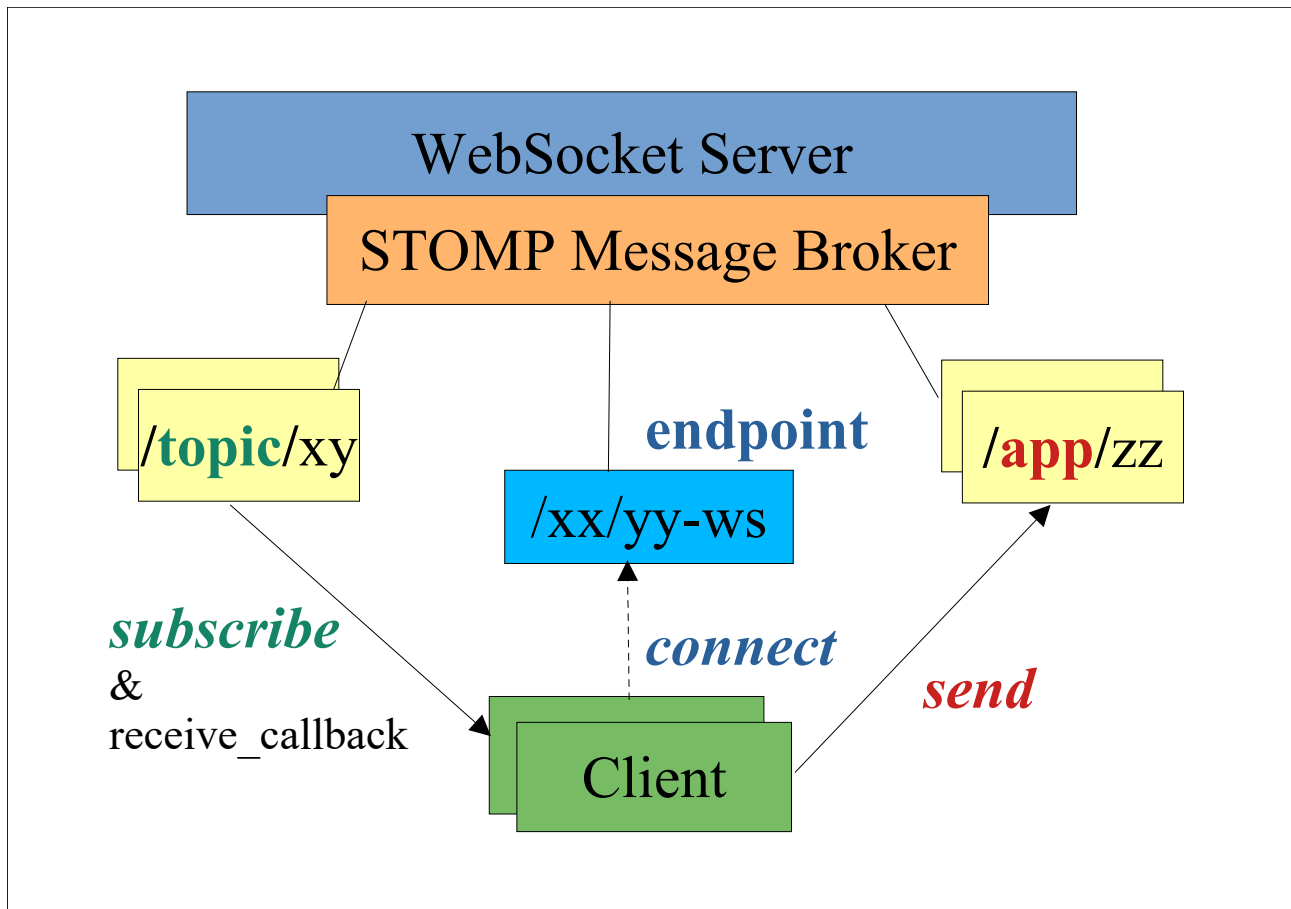 WebSocket Server
STOMP Message Broker
/topic/xy
endpoint
/app/zz
/xx/yy-ws
subscribe
&
receive_callback
connect
send
Client